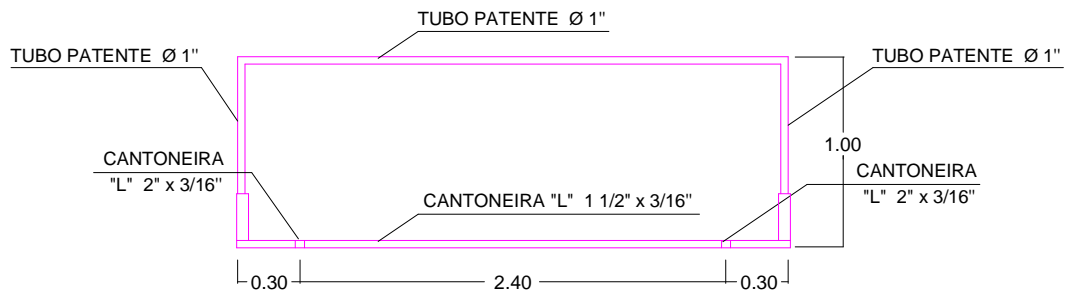 TUBO PATENTE Ø 1"
TUBO PATENTE Ø 1"
TUBO PATENTE Ø 1"
1.00
CANTONEIRA
"L" 2" x 3/16"
CANTONEIRA "L" 1 1/2" x 3/16"
CANTONEIRA
"L" 2" x 3/16"
0.30
2.40
0.30